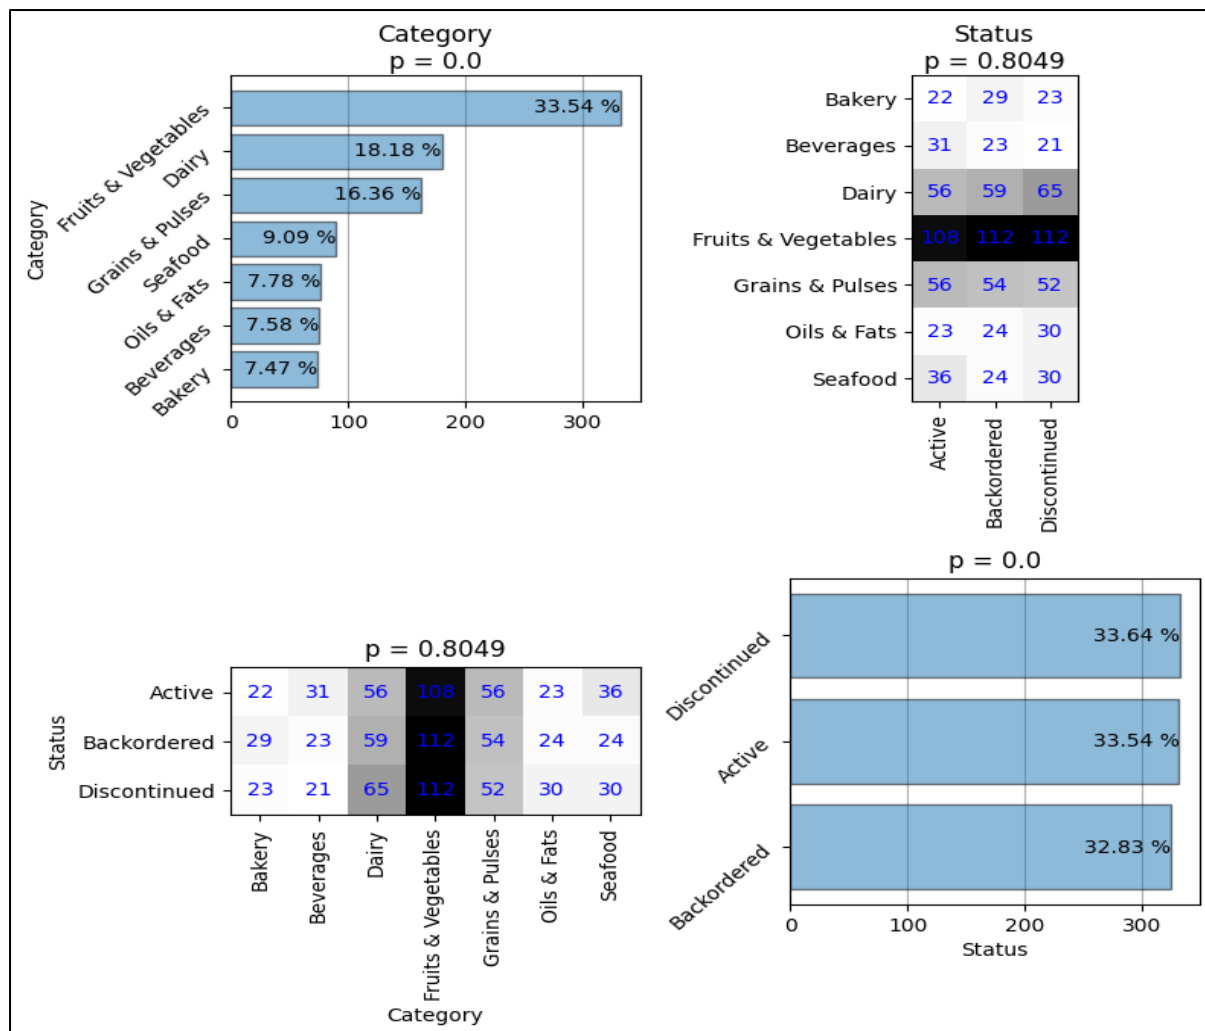 Category
p = 0.0
Fruits & Vegetables
33.54 %
Dairy
18.18 %
Grains & Pulses
16.36 %
Seafood
9.09 %
Oils & Fats
7.78 %
Beverages
7.58 %
Bakery
7.47 %
Category
0 100 200 300
Status
p = 0.8049
Bakery 22 29 23
Beverages 31 23 21
Dairy 56 59 65
Fruits & Vegetables 108 112 112
Grains & Pulses 56 54 52
Oils & Fats 23 24 30
Seafood 36 24 30
Active
Backordered
Discontinued
p = 0.8049
Status
Active 22 31 56 108 56 23 36
Backordered 29 23 59 112 54 24 24
Discontinued 23 21 65 112 52 30 30
Bakery
Beverages
Dairy
Fruits & Vegetables
Grains & Pulses
Oils & Fats
Seafood
Category
p = 0.0
Discontinued
33.64 %
Active
33.54 %
Backordered
32.83 %
0 100 200 300
Status